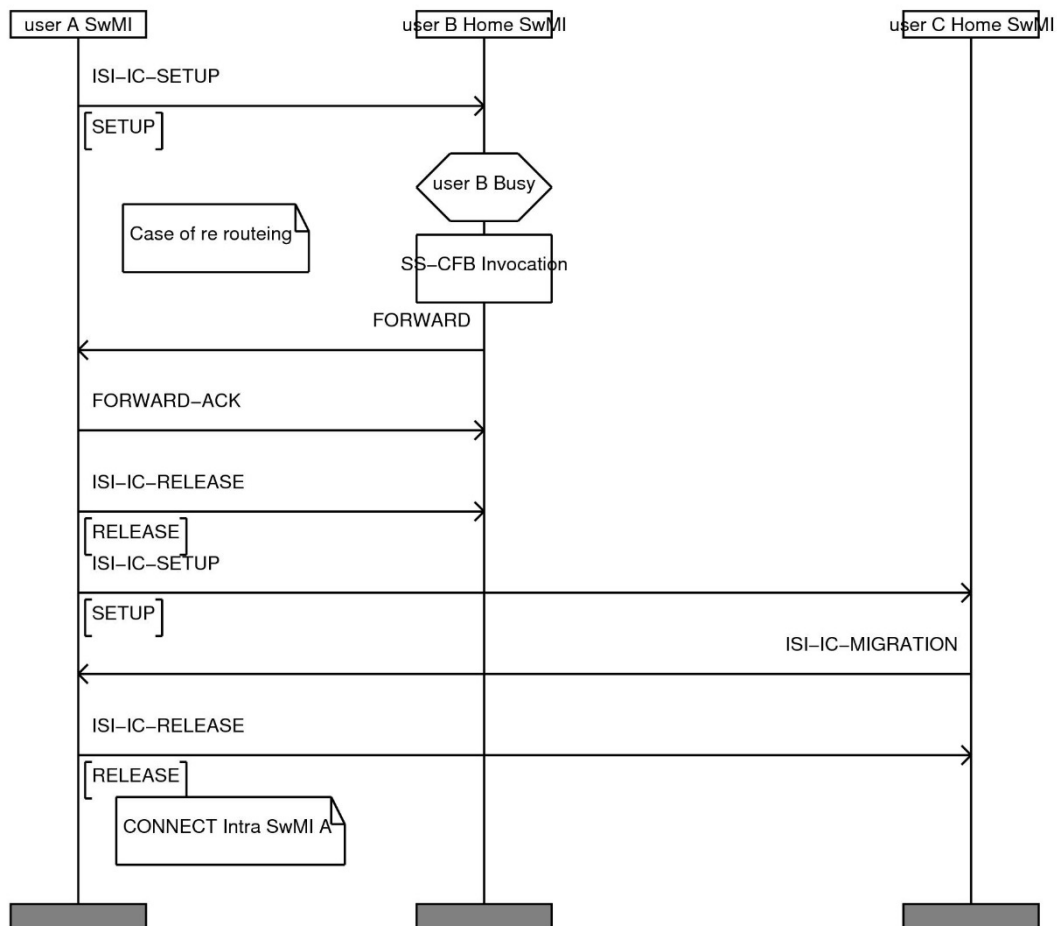 user A SwMI
user B Home SwMI
user C Home SwMI
ISI-IC-SETUP
[SETUP]
user B Busy
Case of re routeing
SS-CFB Invocation
FORWARD
FORWARD-ACK
ISI-IC-RELEASE
[RELEASE]
ISI-IC-SETUP
[SETUP]
ISI-IC-MIGRATION
ISI-IC-RELEASE
[RELEASE]
CONNECT Intra SwMI A